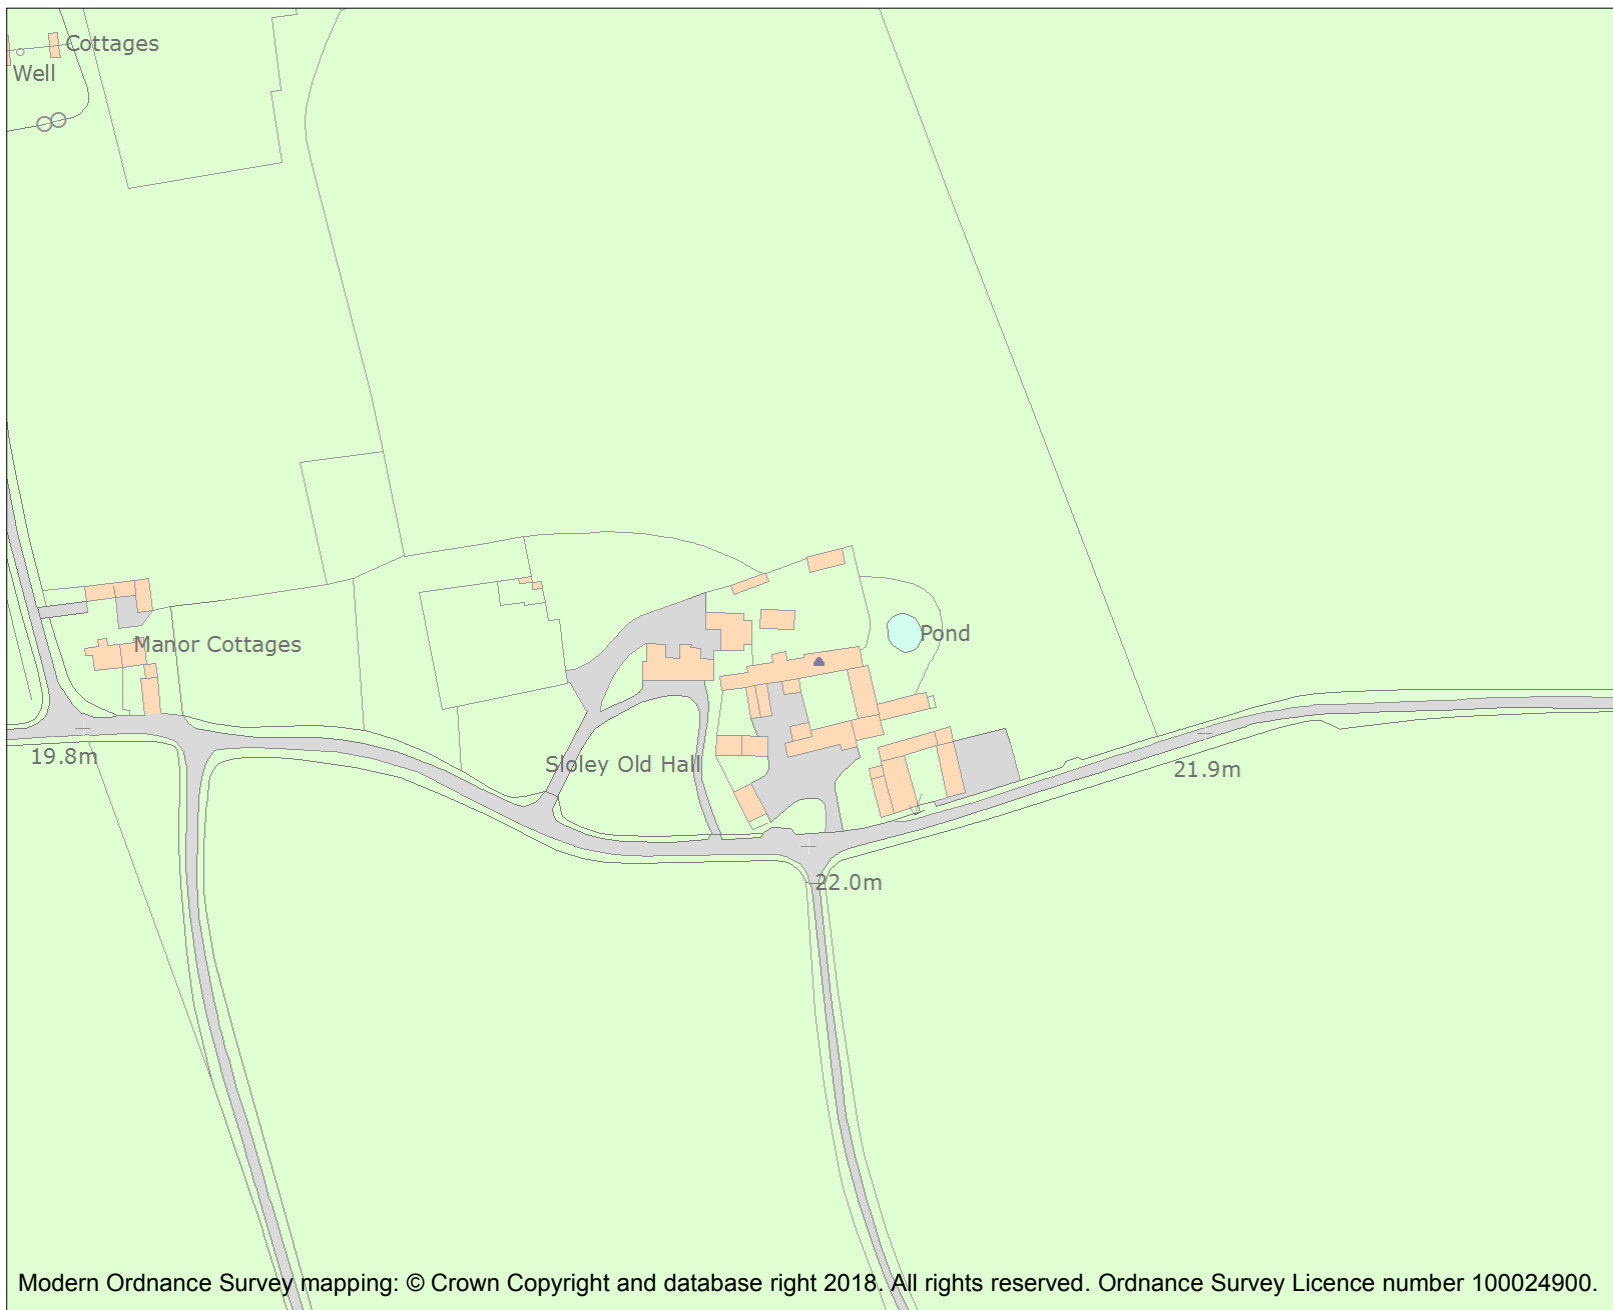 Cottages
Well
Pond
Manor Cottages
19.8m
Sloley Old Hall
21.9m
22.0m
Modern Ordnance Survey mapping: © Crown Copyright and database right 2018. All rights reserved. Ordnance Survey Licence number 100024900.